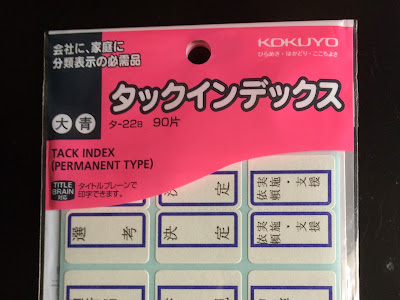 会社に、家庭に
分類表示の必需品
KOKUYO
ひらめき・はかどり・ここちよさ
タックインデックス
大 青
タ-22B 90片
TACK INDEX
(PERMANENT TYPE)
TITLE BRAIN 対応
タイトルブレーンで
印字できます。
決定
実施・支援
依頼
選考
決定
実施・支援
依頼